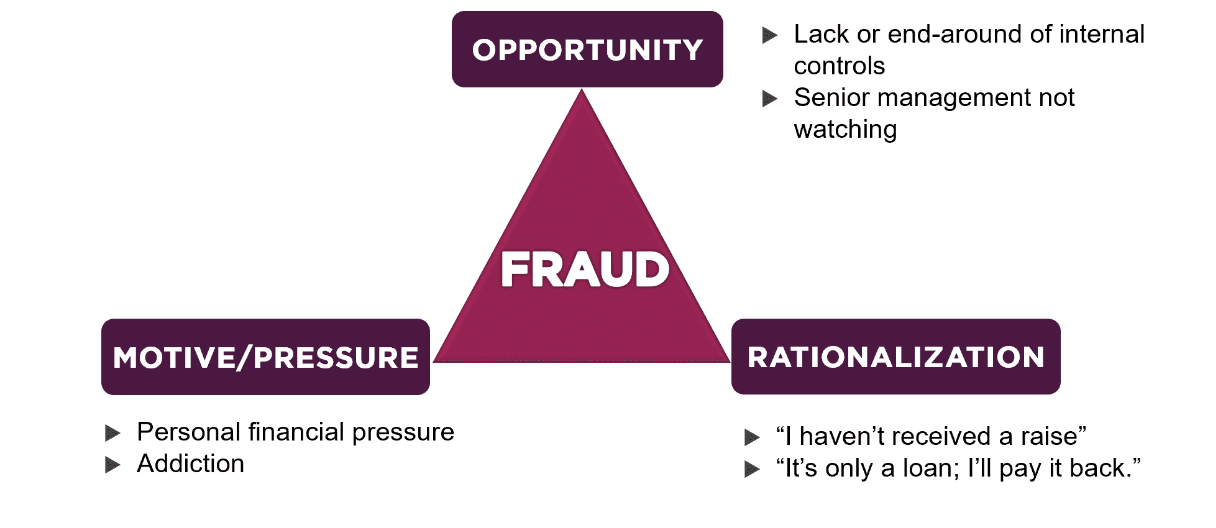 OPPORTUNITY
▶ Lack or end-around of internal
controls
▶ Senior management not
watching
FRAUD
MOTIVE/PRESSURE
▶ Personal financial pressure
▶ Addiction
RATIONALIZATION
▶ “I haven’t received a raise”
▶ “It’s only a loan; I’ll pay it back.”